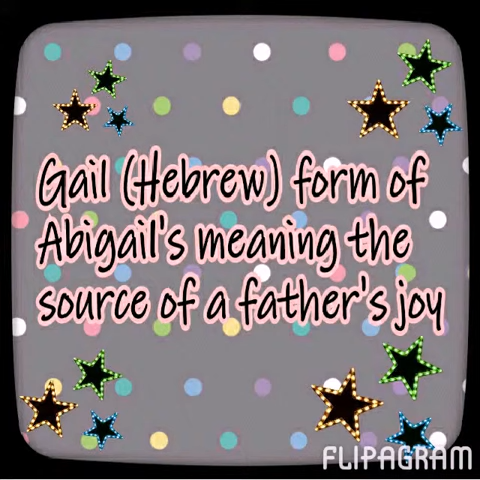 Gail (Hebrew) form of
Abigail's meaning the
source of a father's joy
FLIPAGRAM